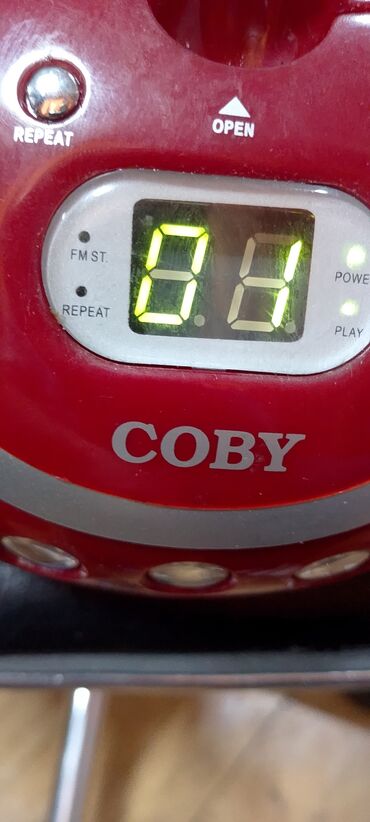 REPEAT
OPEN
FM ST.
01
POWE
REPEAT
PLAY
COBY